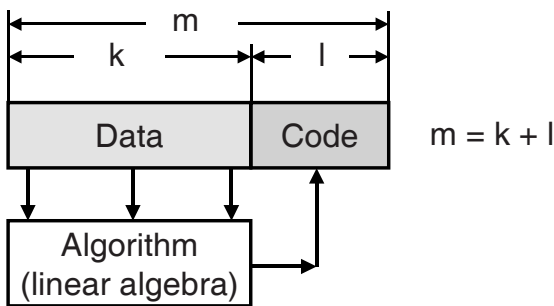 m
k l
Data Code m = k + l
Algorithm
(linear algebra)